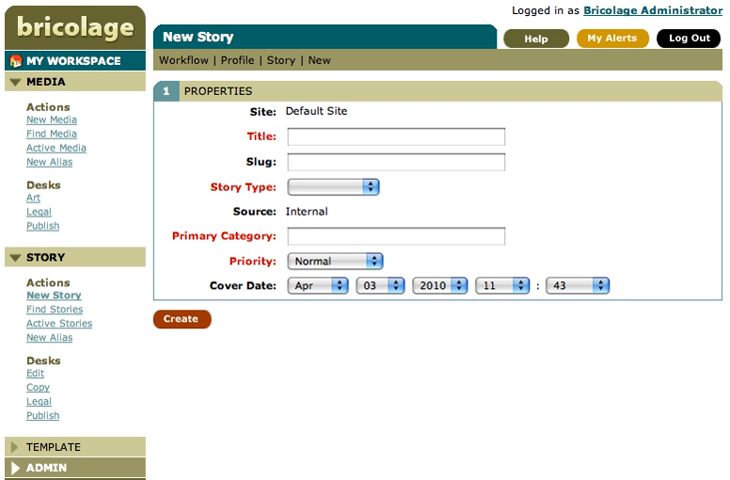 Logged in as Bricolage Administrator
bricolage
New Story
Help
My Alerts
Log Out
Workflow | Profile | Story | New
MY WORKSPACE
MEDIA
Actions
New Media
Find Media
Active Media
New Alias
Desks
Art
Legal
Publish
STORY
Actions
New Story
Find Stories
Active Stories
New Alias
Desks
Edit
Copy
Legal
Publish
TEMPLATE
ADMIN
1 PROPERTIES
Site: Default Site
Title:
Slug:
Story Type:
Source: Internal
Primary Category:
Priority: Normal
Cover Date: Apr 03 2010 11 : 43
Create